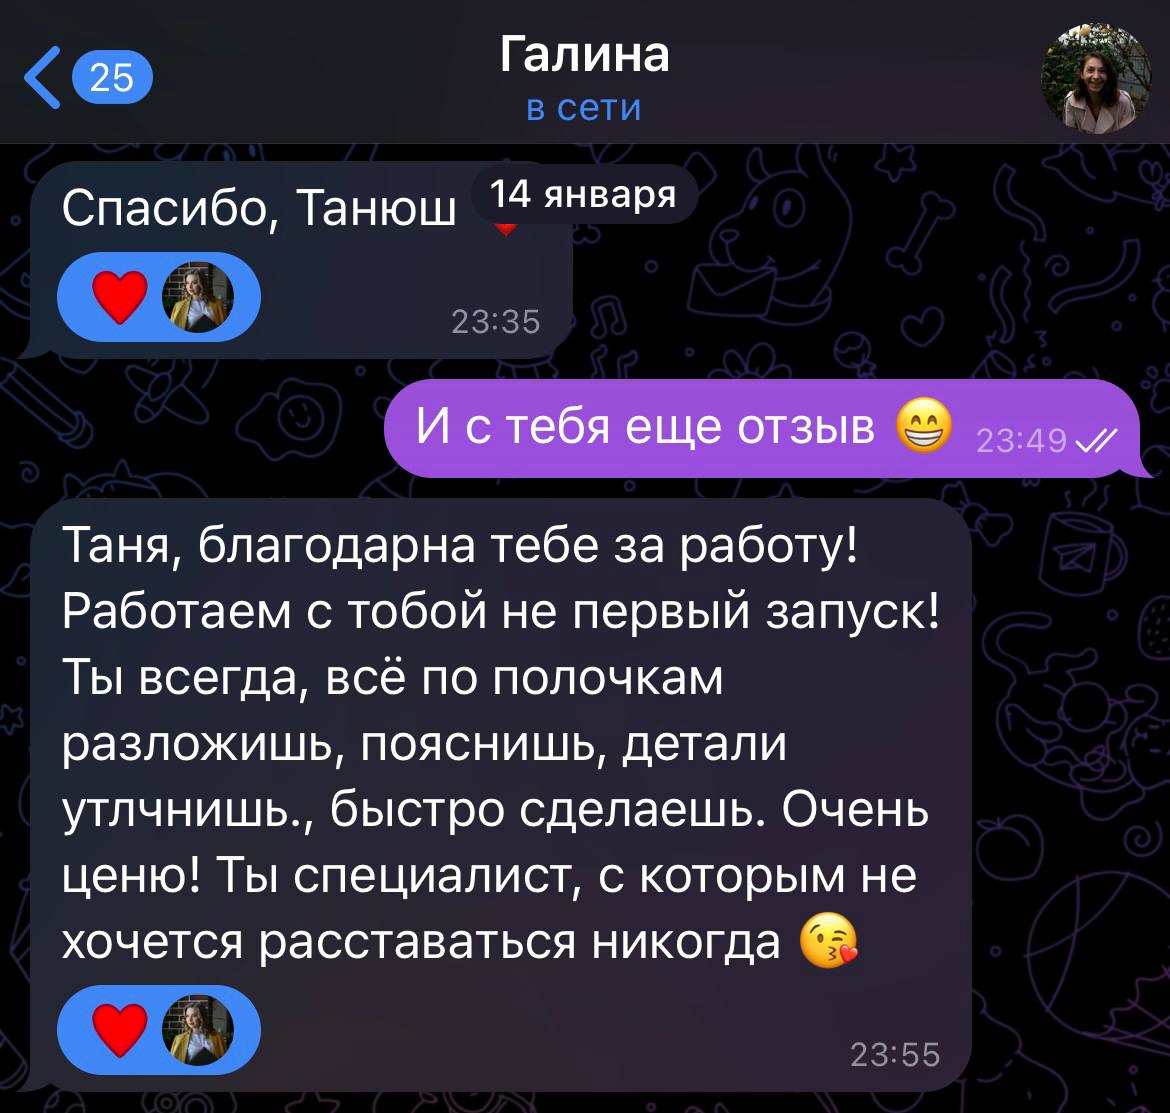 25
Галина
в сети
14 января
Спасибо, Танюш
23:35
И с тебя еще отзыв 😁 23:49
Таня, благодарна тебе за работу!
Работаем с тобой не первый запуск!
Ты всегда, всё по полочкам
разложишь, пояснишь, детали
утлчнишь., быстро сделаешь. Очень
ценю! Ты специалист, с которым не
хочется расставаться никогда 😘
23:55